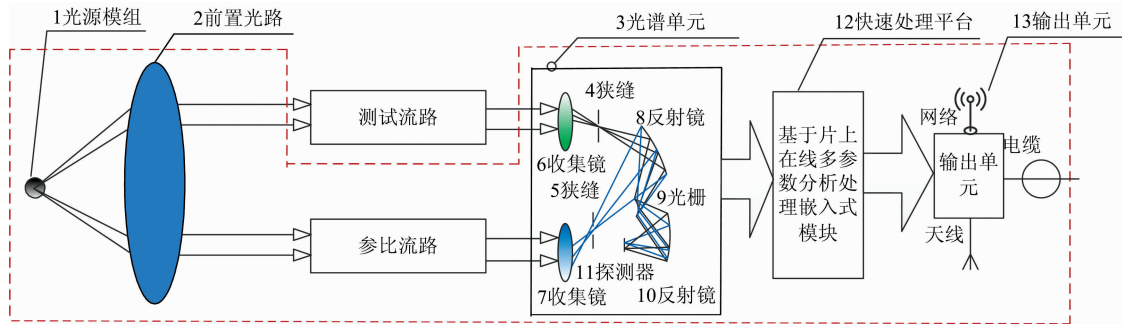 1光源模组
2前置光路
3光谱单元
12快速处理平台
13输出单元
4狭缝
8反射镜
测试流路
网络
基于片上
在线多参
数分析处
理嵌入式
模块
电缆
输出单
元
6收集镜
5狭缝
9光栅
参比流路
天线
11探测器
7收集镜
10反射镜